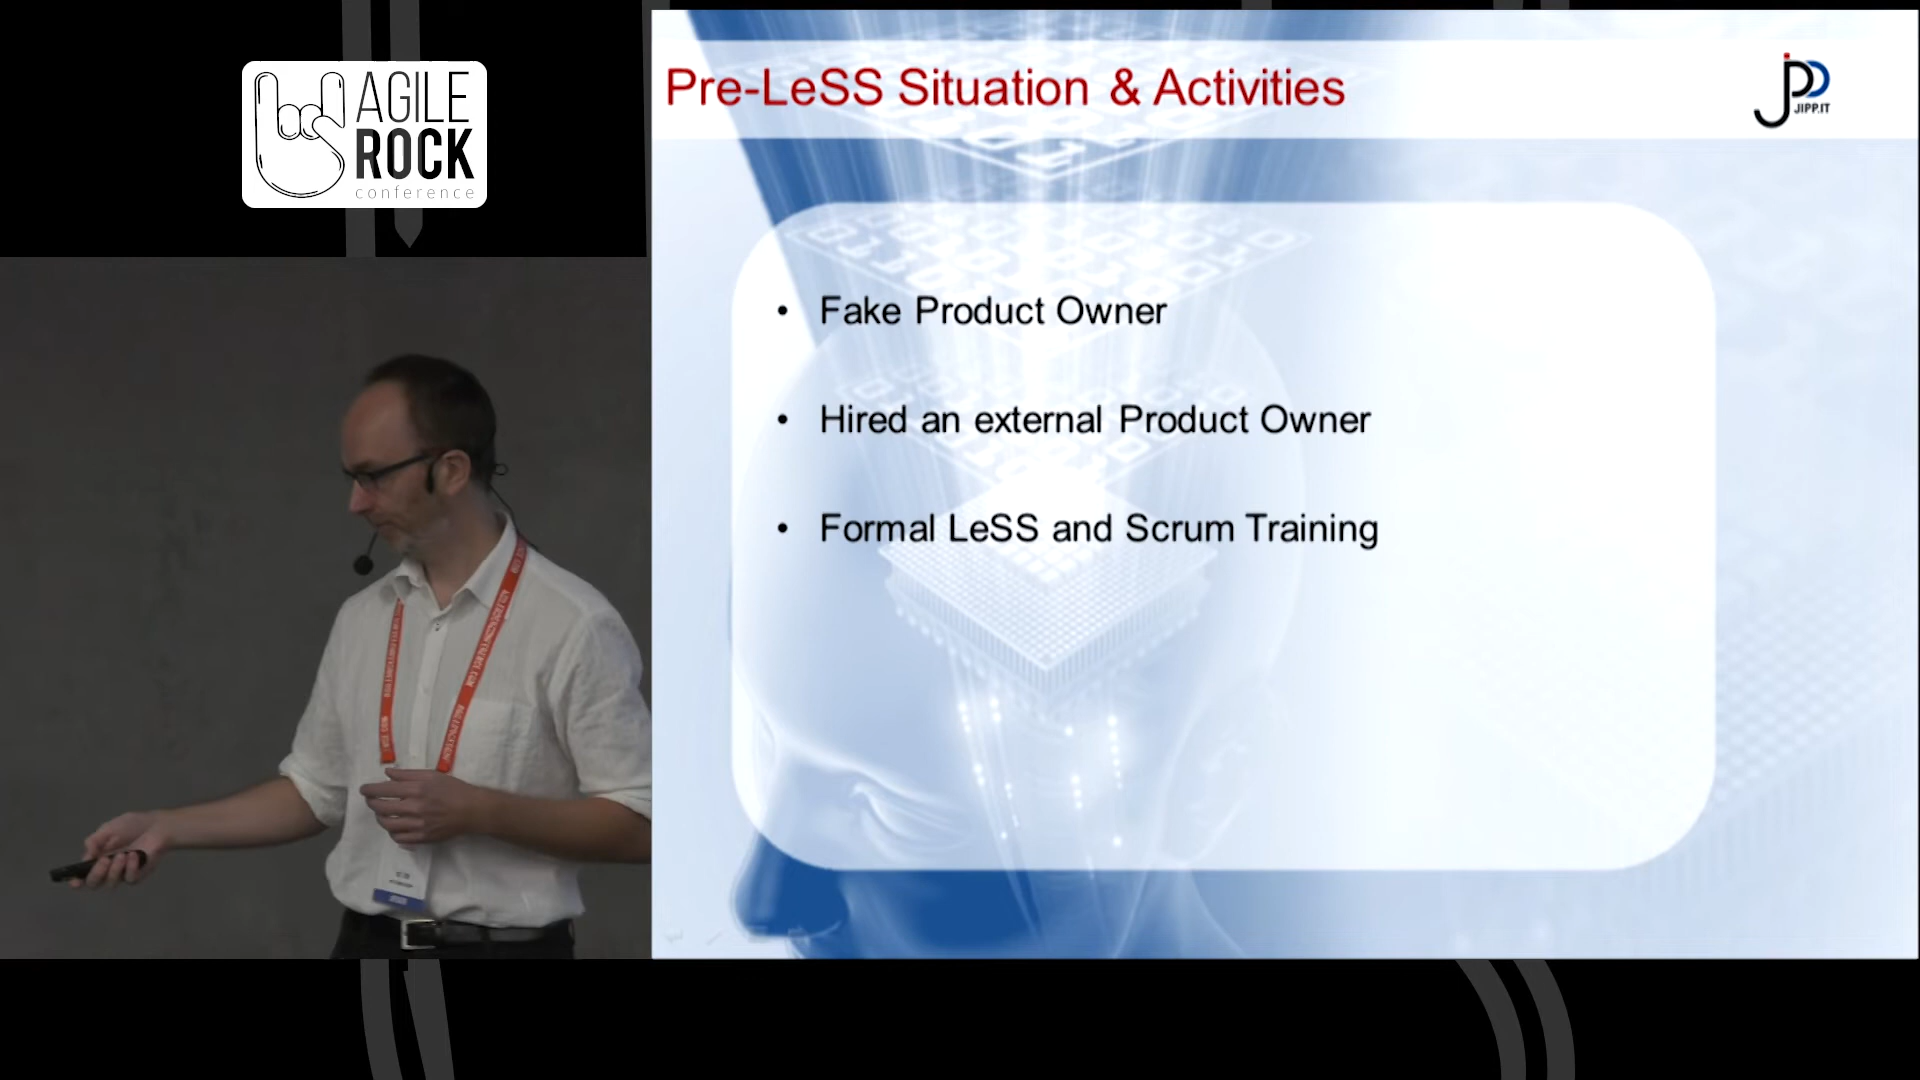 AGILE
ROCK
conference
Pre-LeSS Situation & Activities
JIPP.IT
• Fake Product Owner
• Hired an external Product Owner
• Formal LeSS and Scrum Training